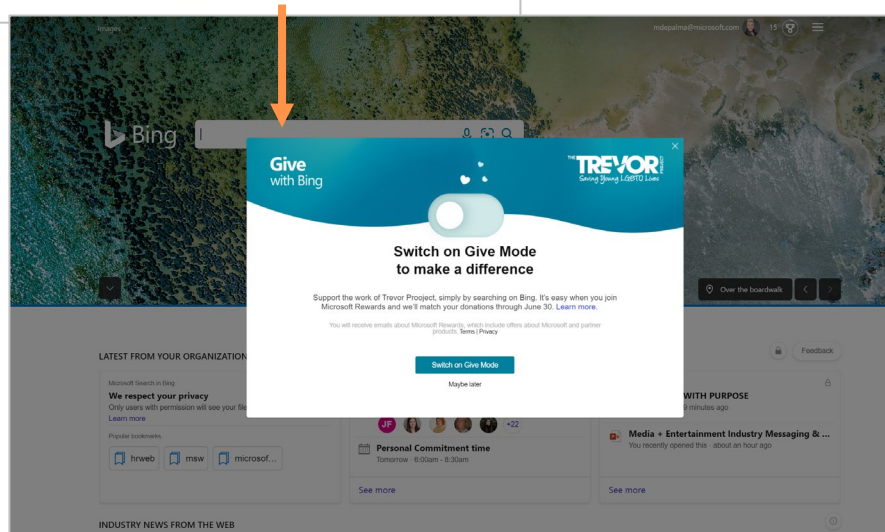 Images
mdepalma@microsoft.com 15
Bing
Give
with Bing
THE TREVOR PROJECT
Saving Young LGBTQ Lives
Switch on Give Mode
to make a difference
Support the work of Trevor Prooject, simply by searching on Bing. It's easy when you join
Microsoft Rewards and we'll match your donations through June 30. Learn more.
You will receive emails about Microsoft Rewards, which include offers about Microsoft and partner
products. Terms | Privacy
Switch on Give Mode
Maybe later
Over the boardwalk
LATEST FROM YOUR ORGANIZATION
Feedback
Microsoft Search in Bing
We respect your privacy
Only users with permission will see your file
Learn more
Popular bookmarks
hrweb
msw
microsof...
JF
+22
Personal Commitment time
Tomorrow · 8:00am - 8:30am
See more
WITH PURPOSE
9 minutes ago
Media + Entertainment Industry Messaging & ...
You recently opened this · about an hour ago
See more
INDUSTRY NEWS FROM THE WEB